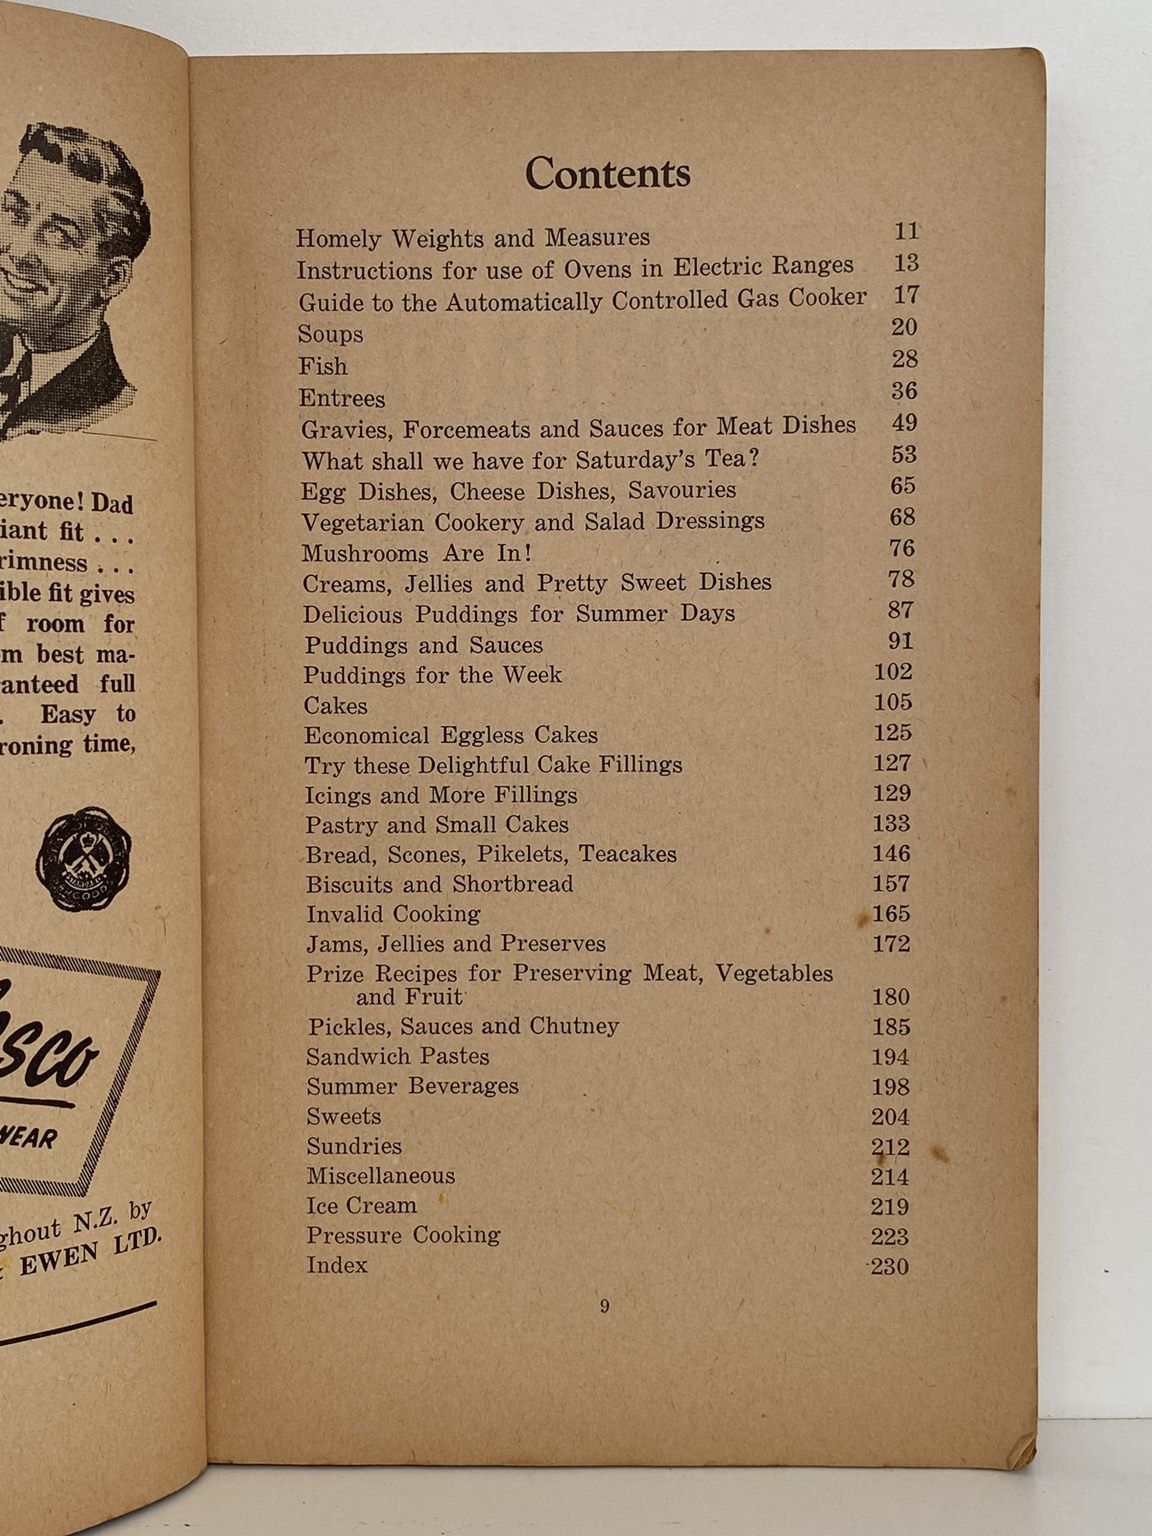 eryone! Dad
iant fit . . .
rimness . . .
ible fit gives
f room for
m best ma-
anteed full
. Easy to
roning time,
sco
WEAR
ghout N.Z. by
EWEN LTD.
Contents
Homely Weights and Measures 11
Instructions for use of Ovens in Electric Ranges 13
Guide to the Automatically Controlled Gas Cooker 17
Soups 20
Fish 28
Entrees 36
Gravies, Forcemeats and Sauces for Meat Dishes 49
What shall we have for Saturday's Tea? 53
Egg Dishes, Cheese Dishes, Savouries 65
Vegetarian Cookery and Salad Dressings 68
Mushrooms Are In! 76
Creams, Jellies and Pretty Sweet Dishes 78
Delicious Puddings for Summer Days 87
Puddings and Sauces 91
Puddings for the Week 102
Cakes 105
Economical Eggless Cakes 125
Try these Delightful Cake Fillings 127
Icings and More Fillings 129
Pastry and Small Cakes 133
Bread, Scones, Pikelets, Teacakes 146
Biscuits and Shortbread 157
Invalid Cooking 165
Jams, Jellies and Preserves 172
Prize Recipes for Preserving Meat, Vegetables
and Fruit 180
Pickles, Sauces and Chutney 185
Sandwich Pastes 194
Summer Beverages 198
Sweets 204
Sundries 212
Miscellaneous 214
Ice Cream 219
Pressure Cooking 223
Index 230
9